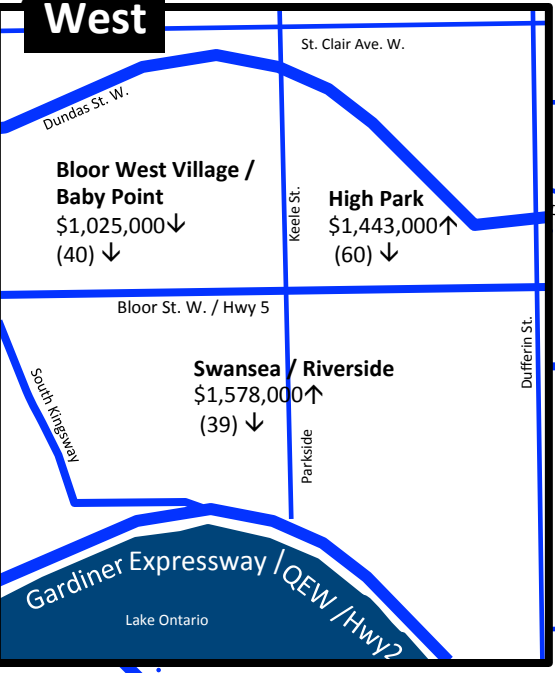 West
St. Clair Ave. W.
Dundas St. W.
Bloor West Village /
Baby Point
$1,025,000↓
(40) ↓
Keele St.
High Park
$1,443,000↑
(60) ↓
Bloor St. W. / Hwy 5
Dufferin St.
South Kingsway
Swansea / Riverside
$1,578,000↑
(39) ↓
Parkside
Gardiner Expressway / QEW /Hwy2
Lake Ontario